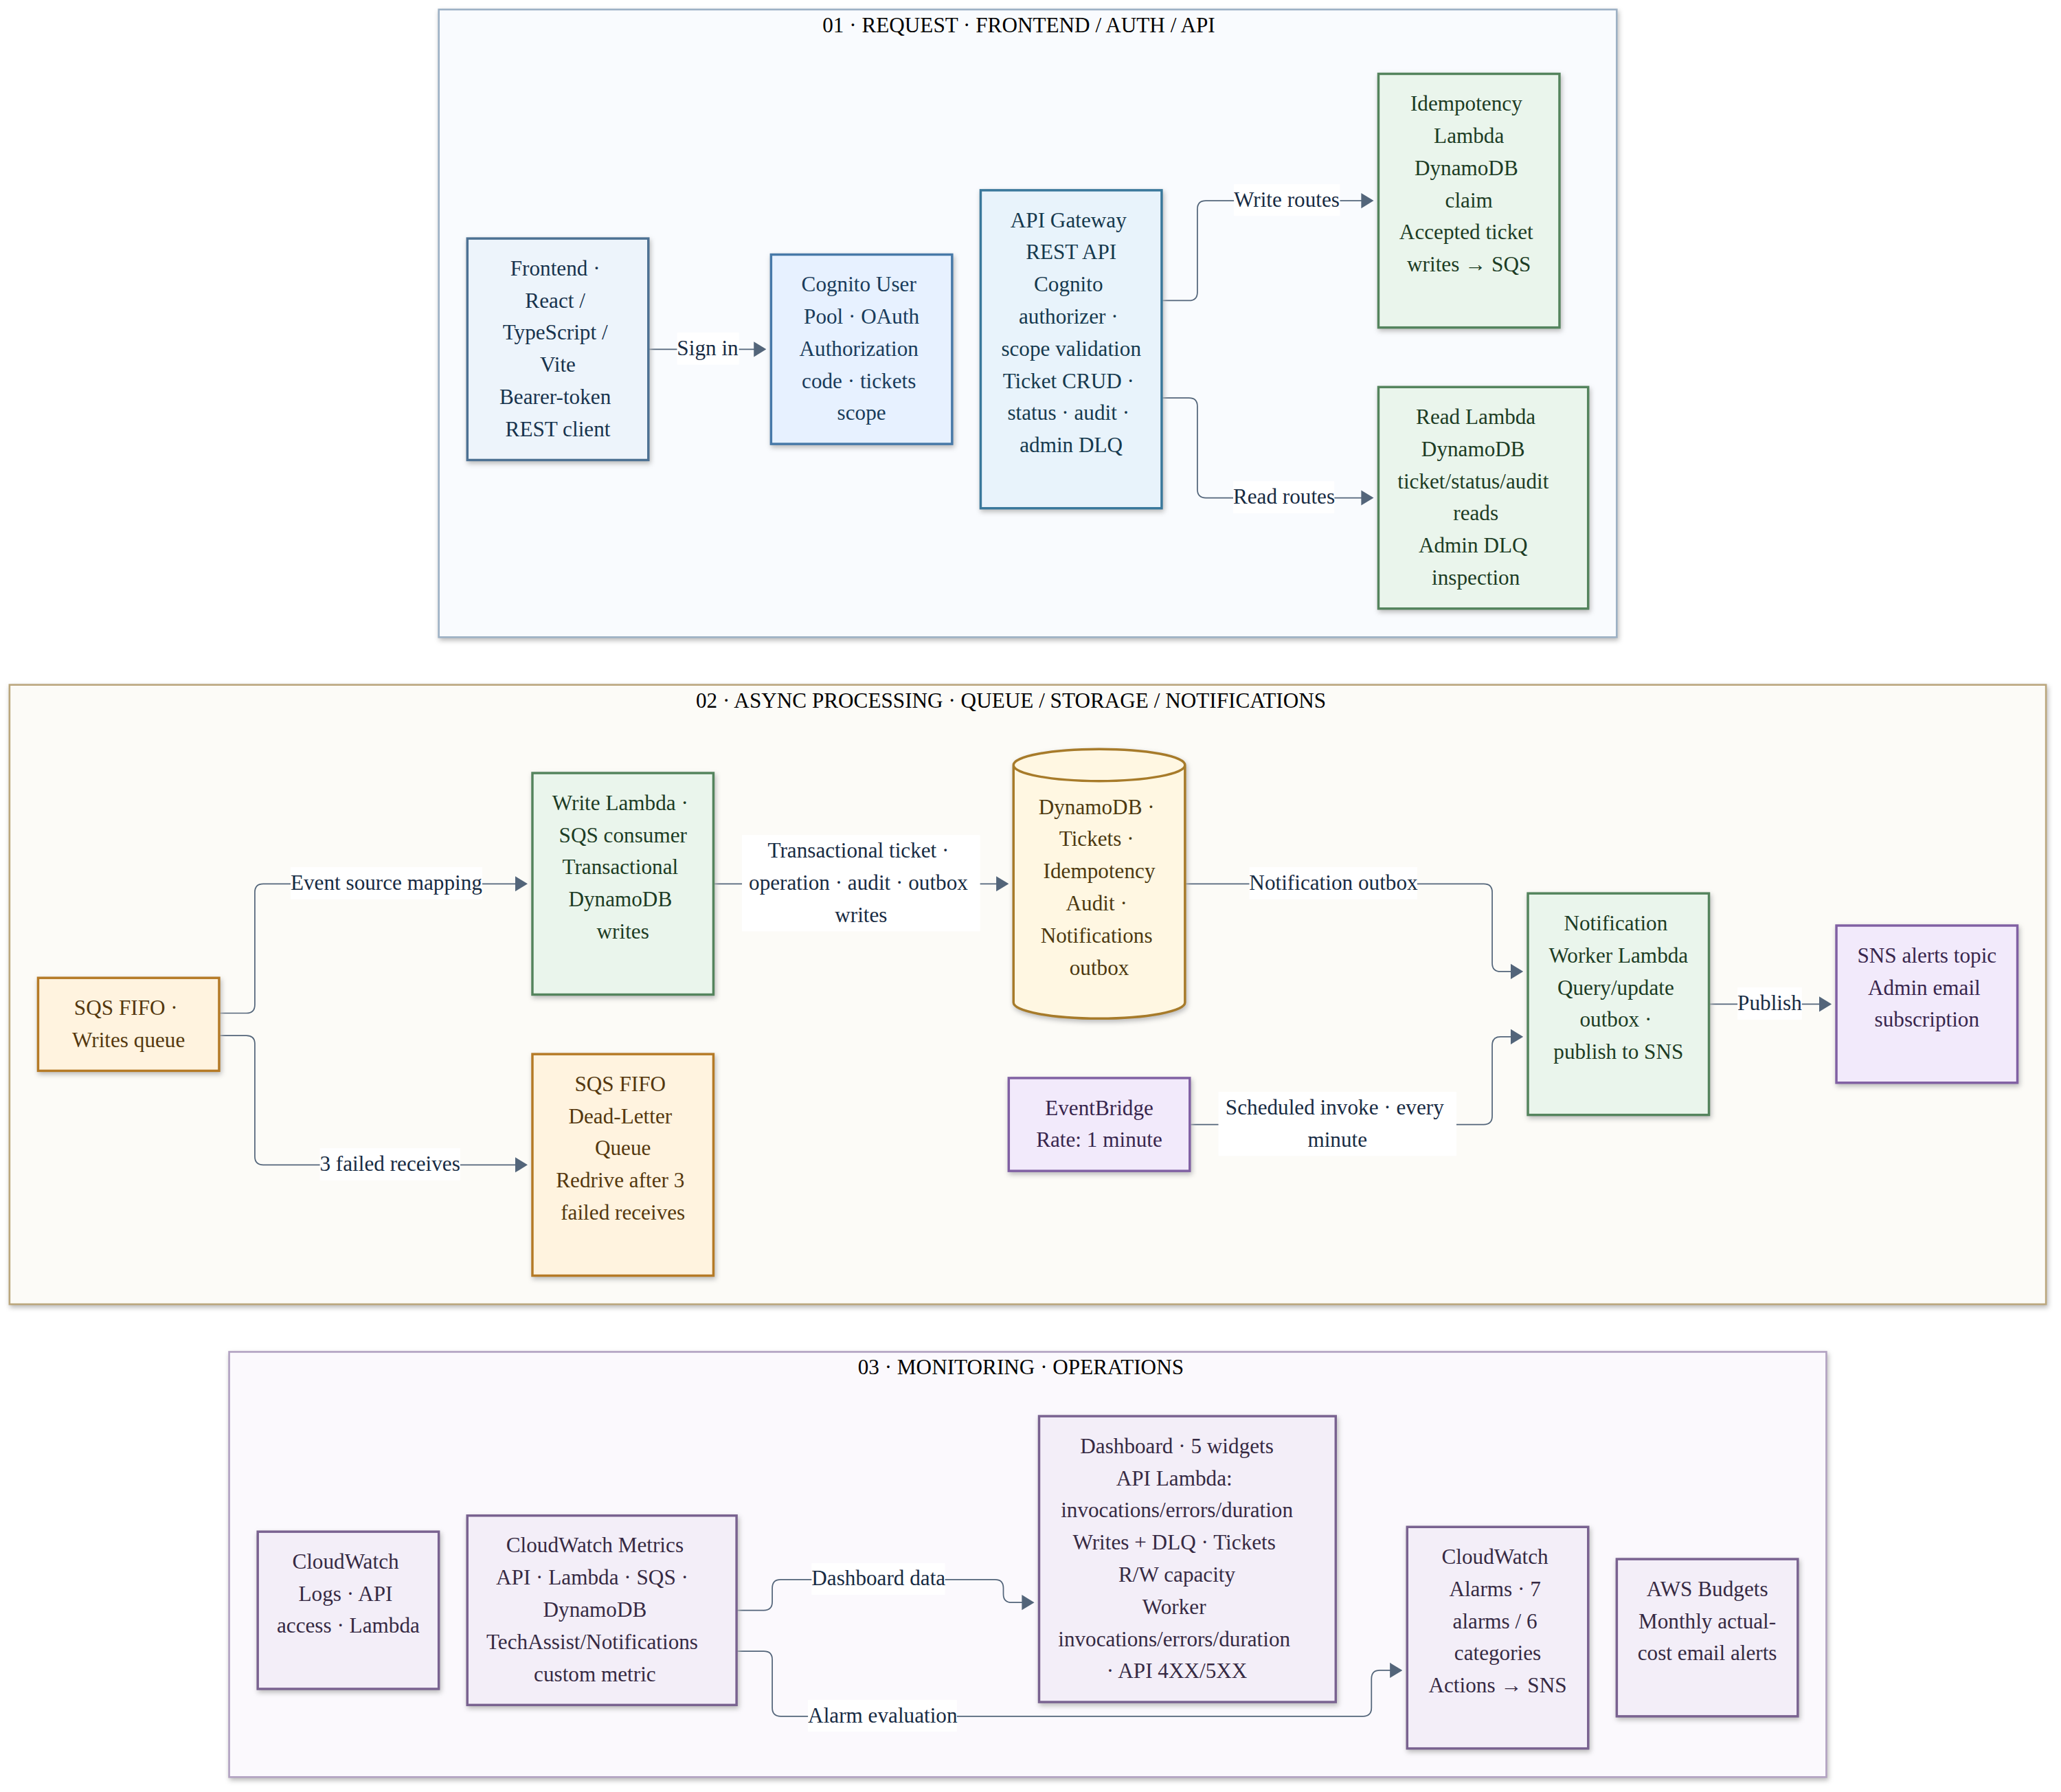 01 · REQUEST · FRONTEND / AUTH / API
Frontend ·
React /
TypeScript /
Vite
Bearer-token
REST client
Sign in
Cognito User
Pool · OAuth
Authorization
code · tickets
scope
API Gateway
REST API
Cognito
authorizer ·
scope validation
Ticket CRUD ·
status · audit ·
admin DLQ
Write routes
Idempotency
Lambda
DynamoDB
claim
Accepted ticket
writes → SQS
Read routes
Read Lambda
DynamoDB
ticket/status/audit
reads
Admin DLQ
inspection
02 · ASYNC PROCESSING · QUEUE / STORAGE / NOTIFICATIONS
SQS FIFO ·
Writes queue
Event source mapping
Write Lambda ·
SQS consumer
Transactional
DynamoDB
writes
3 failed receives
SQS FIFO
Dead-Letter
Queue
Redrive after 3
failed receives
Transactional ticket ·
operation · audit · outbox
writes
DynamoDB ·
Tickets ·
Idempotency
Audit ·
Notifications
outbox
Notification outbox
EventBridge
Rate: 1 minute
Scheduled invoke · every
minute
Notification
Worker Lambda
Query/update
outbox ·
publish to SNS
Publish
SNS alerts topic
Admin email
subscription
03 · MONITORING · OPERATIONS
CloudWatch
Logs · API
access · Lambda
CloudWatch Metrics
API · Lambda · SQS ·
DynamoDB
TechAssist/Notifications
custom metric
Dashboard data
Dashboard · 5 widgets
API Lambda:
invocations/errors/duration
Writes + DLQ · Tickets
R/W capacity
Worker
invocations/errors/duration
· API 4XX/5XX
Alarm evaluation
CloudWatch
Alarms · 7
alarms / 6
categories
Actions → SNS
AWS Budgets
Monthly actual-
cost email alerts